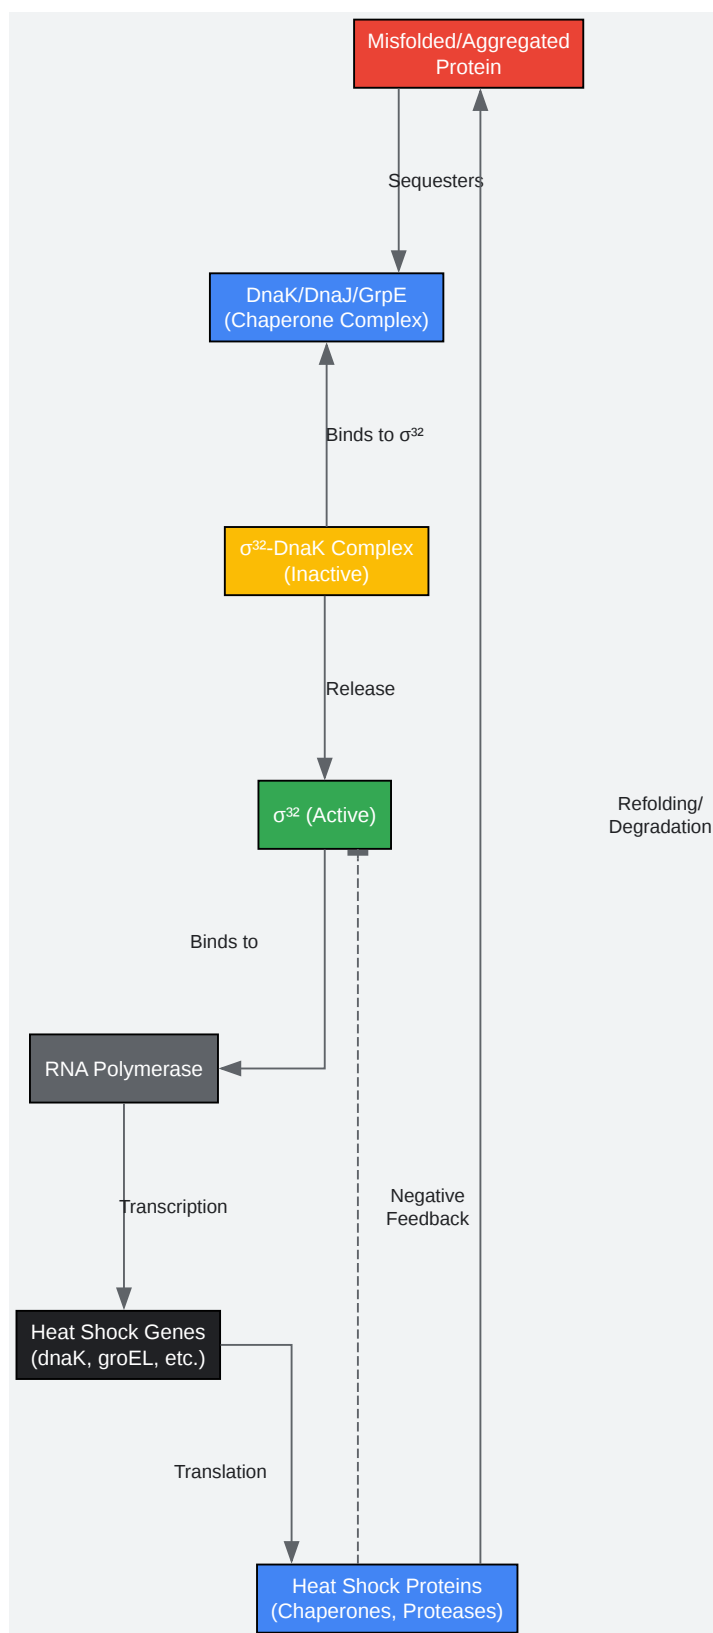 Misfolded/Aggregated
Protein
Sequesters
DnaK/DnaJ/GrpE
(Chaperone Complex)
Binds to σ³²
σ³²-DnaK Complex
(Inactive)
Release
σ³² (Active)
Refolding/
Degradation
Binds to
RNA Polymerase
Negative
Feedback
Transcription
Heat Shock Genes
(dnaK, groEL, etc.)
Translation
Heat Shock Proteins
(Chaperones, Proteases)